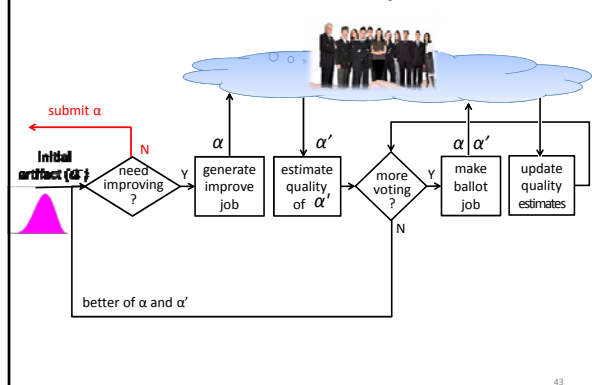 submit α
N
Initial
artifact (α)
need
improving
?
Y
generate
improve
job
α
α′
estimate
quality
of α′
more
voting
?
Y
N
α α′
make
ballot
job
update
quality
estimates
better of α and α′
43